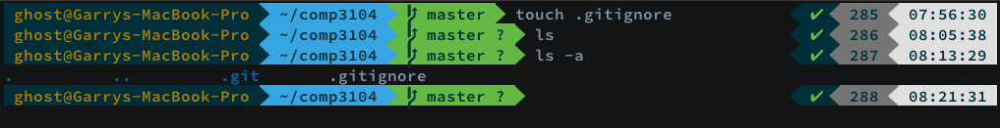 ghost@Garrys-MacBook-Pro ~/comp3104 master touch .gitignore ✔ 285 07:56:30
ghost@Garrys-MacBook-Pro ~/comp3104 master ? ls ✔ 286 08:05:38
ghost@Garrys-MacBook-Pro ~/comp3104 master ? ls -a ✔ 287 08:13:29
. .. .git .gitignore
ghost@Garrys-MacBook-Pro ~/comp3104 master ? ✔ 288 08:21:31